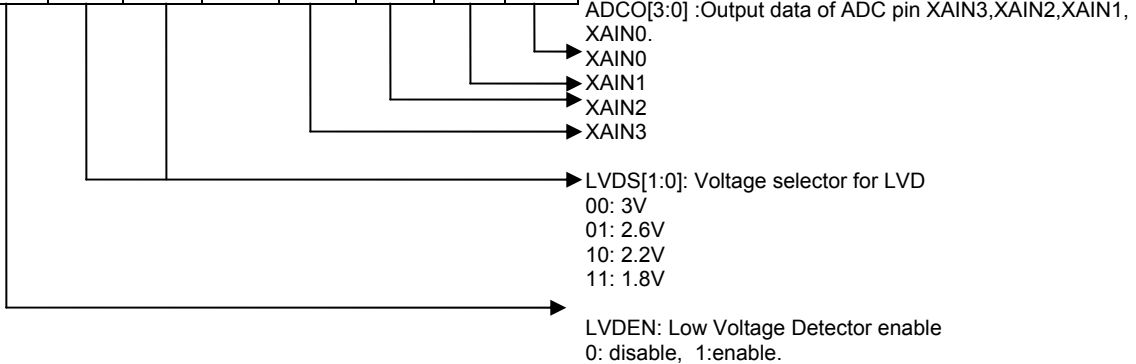 ADCO[3:0] :Output data of ADC pin XAIN3,XAIN2,XAIN1,
XAIN0.
XAIN0
XAIN1
XAIN2
XAIN3
LVDS[1:0]: Voltage selector for LVD
00: 3V
01: 2.6V
10: 2.2V
11: 1.8V
LVDEN: Low Voltage Detector enable
0: disable, 1:enable.